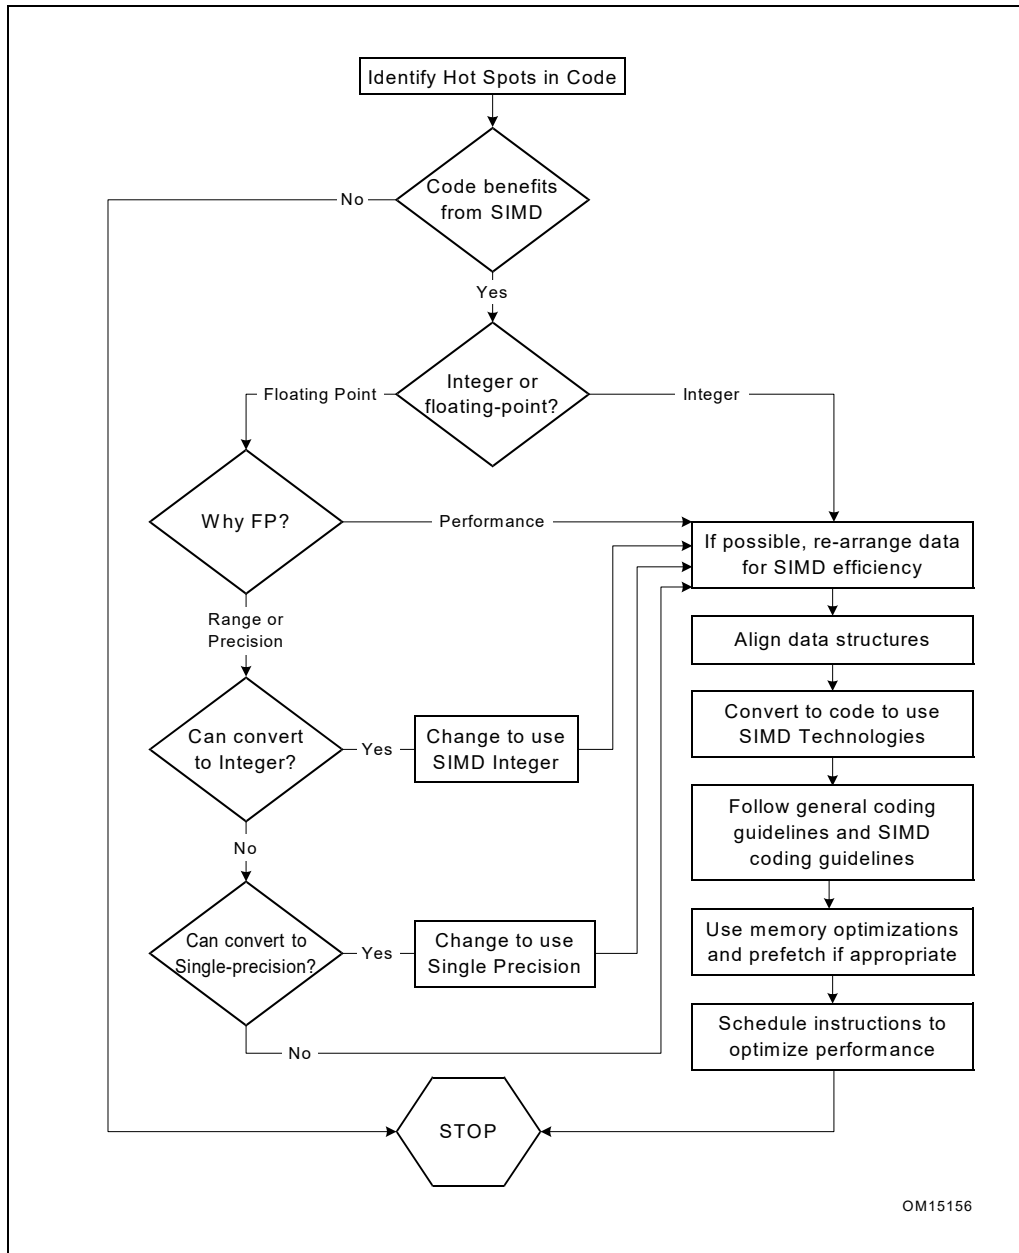 Identify Hot Spots in Code
Code benefits
from SIMD
No
Yes
Integer or
floating-point?
Floating Point
Integer
Why FP?
Performance
If possible, re-arrange data
for SIMD efficiency
Range or
Precision
Align data structures
Can convert
to Integer?
Yes
Change to use
SIMD Integer
Convert to code to use
SIMD Technologies
No
Follow general coding
guidelines and SIMD
coding guidelines
Can convert to
Single-precision?
Yes
Change to use
Single Precision
Use memory optimizations
and prefetch if appropriate
No
Schedule instructions to
optimize performance
STOP
OM15156